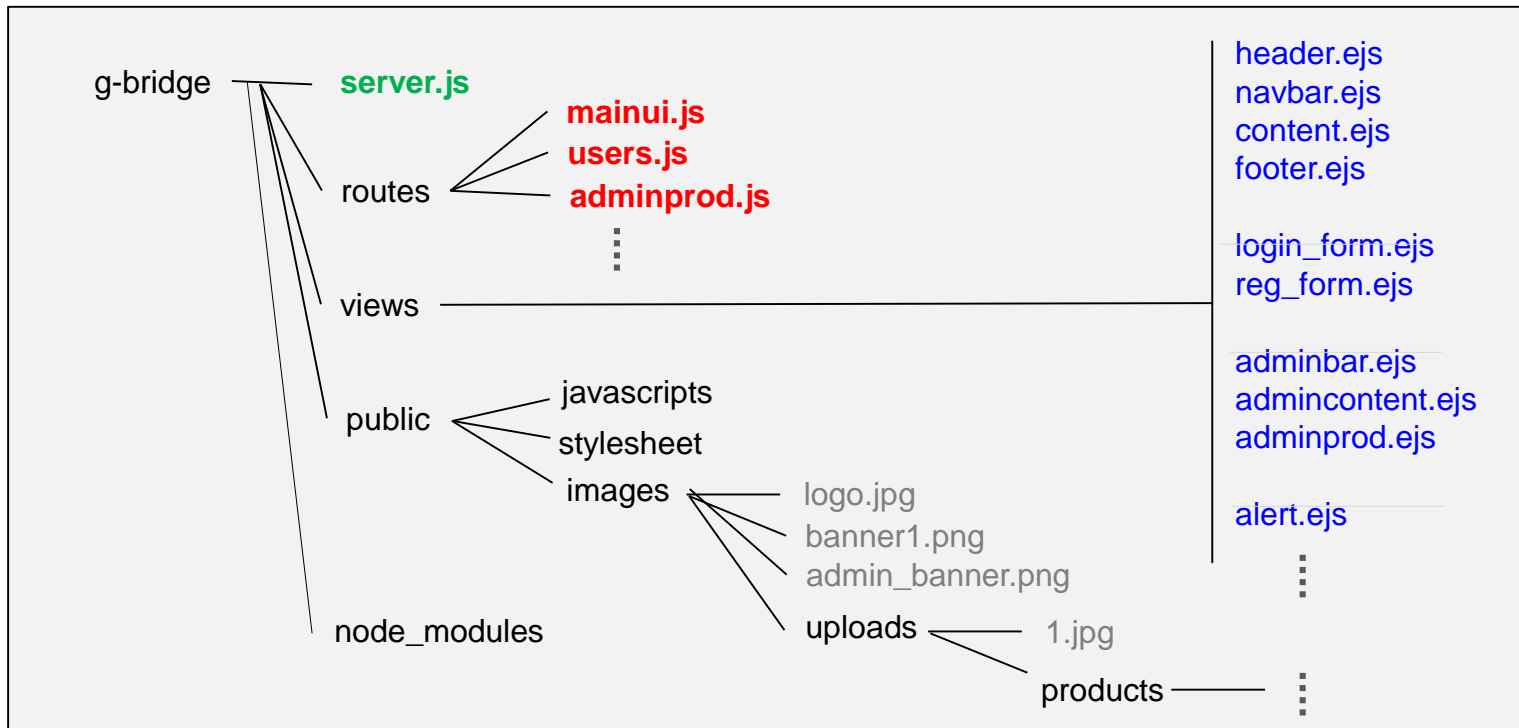 g-bridge
server.js
routes
mainui.js
users.js
adminprod.js
views
header.ejs
navbar.ejs
content.ejs
footer.ejs
login_form.ejs
reg_form.ejs
adminbar.ejs
admincontent.ejs
adminprod.ejs
alert.ejs
public
javascripts
stylesheet
images
logo.jpg
banner1.png
admin_banner.png
uploads
1.jpg
products
node_modules